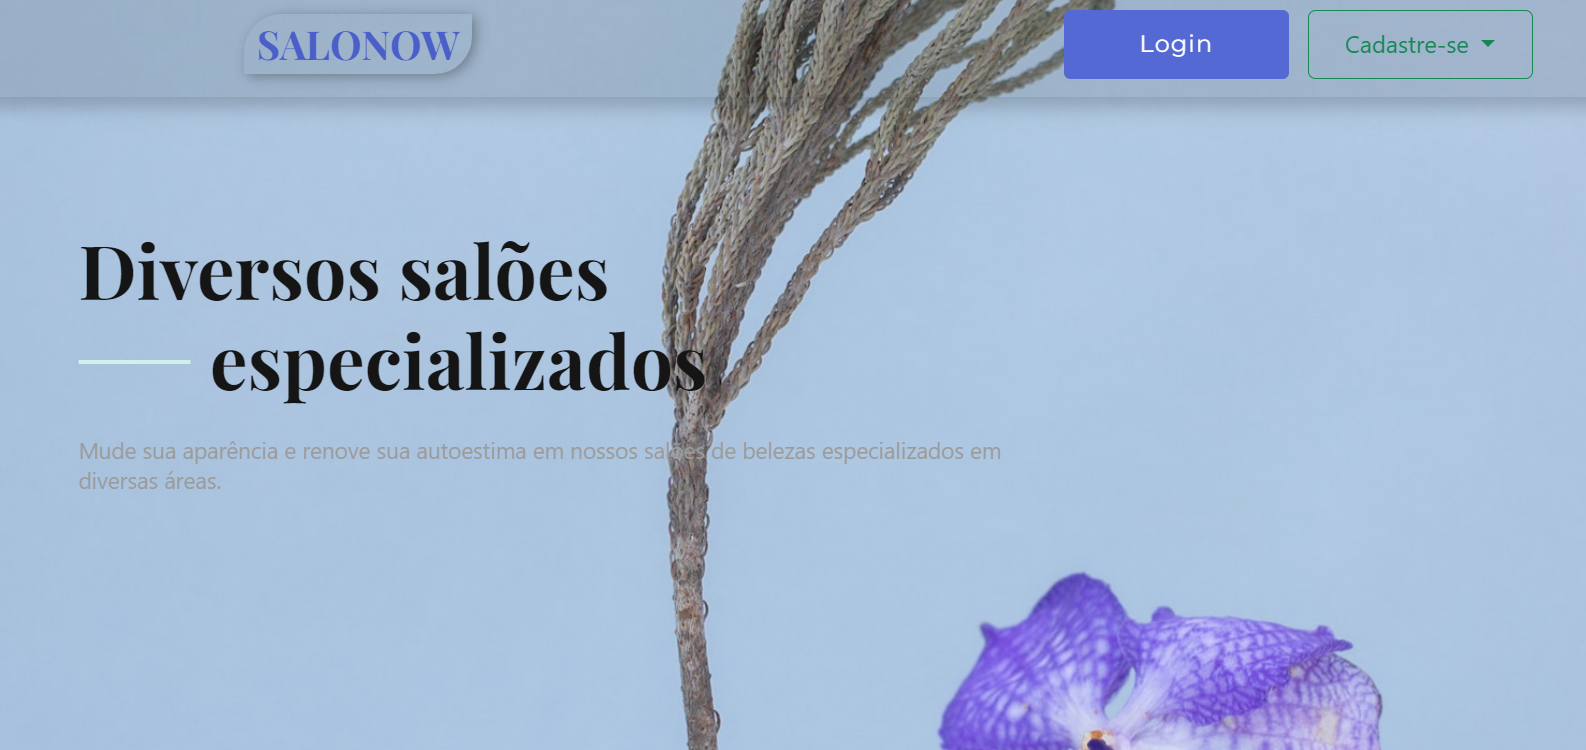 SALONOW
Login
Cadastre-se
Diversos salões
especializados
Mude sua aparência e renove sua autoestima em nossos salões de belezas especializados em
diversas áreas.